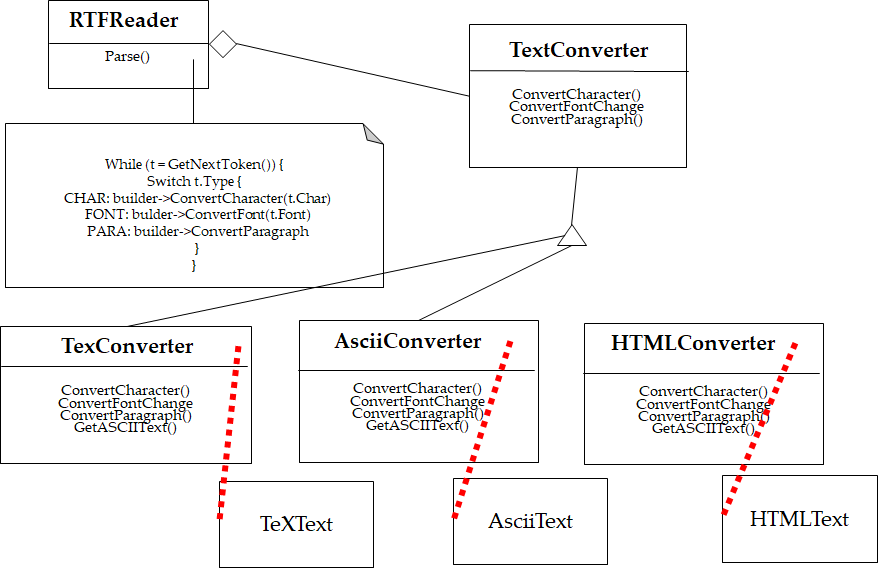 RTFReader
Parse()
TextConverter
ConvertCharacter()
ConvertFontChange
ConvertParagraph()
While (t = GetNextToken()) {
Switch t.Type {
CHAR: builder->ConvertCharacter(t.Char)
FONT: bulder->ConvertFont(t.Font)
PARA: builder->ConvertParagraph
}
}
TexConverter
ConvertCharacter()
ConvertFontChange
ConvertParagraph()
GetASCIIText()
AsciiConverter
ConvertCharacter()
ConvertFontChange
ConvertParagraph()
GetASCIIText()
HTMLConverter
ConvertCharacter()
ConvertFontChange
ConvertParagraph()
GetASCIIText()
TeXText
AsciiText
HTMLText